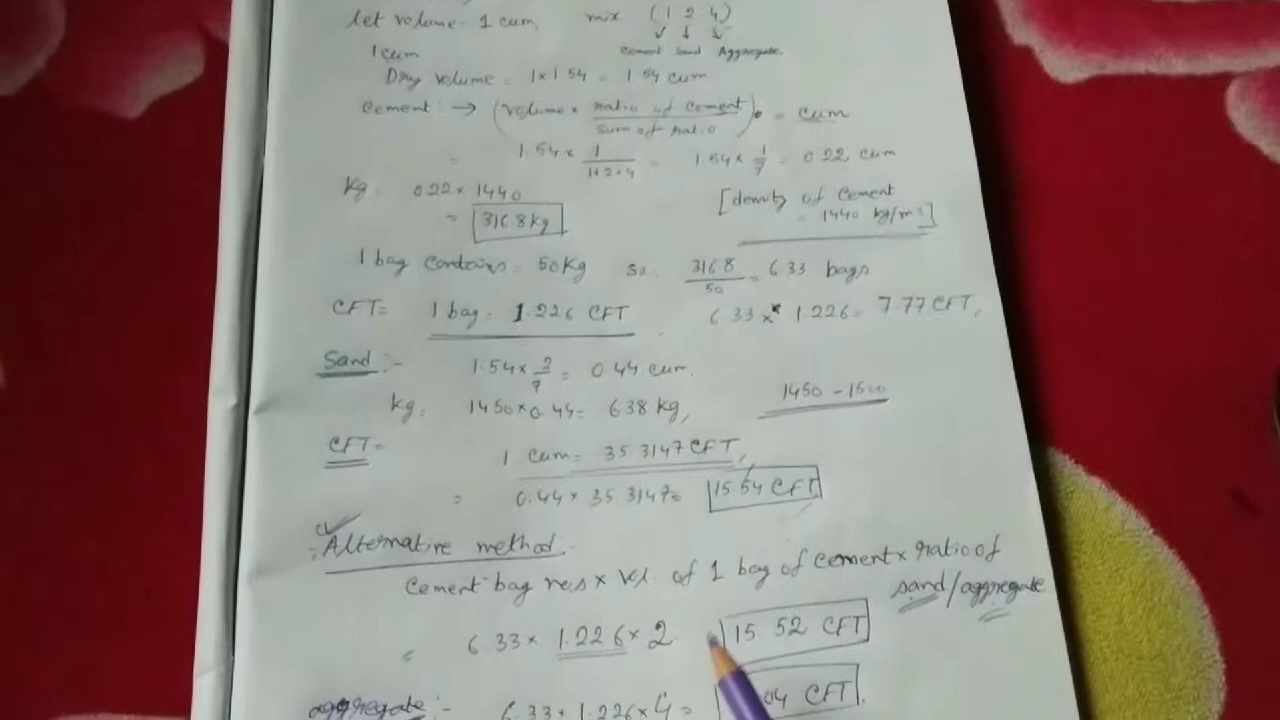 let volume = 1 cum, mix (1 2 4)
1 cum cement sand Aggregate
Dry volume = 1 x 1.54 = 1.54 cum
Cement :→ (volume x ratio of cement / sum of ratio) = cum
= 1.54 x 1/1+2+4 = 1.54 x 1/7 = 0.22 cum
Kg = 0.22 x 1440 [density of cement
= 316.8 kg = 1440 kg/m3]
1 bag contains = 50Kg so = 316.8/50 = 6.33 bags
CFT = 1 bag = 1.226 CFT 6.33 x 1.226 = 7.77 CFT,
Sand :- 1.54 x 2/7 = 0.44 cum.
kg = 1450 x 0.44 = 638 kg, 1450 - 1500
CFT = 1 cum = 35.3147 CFT,
= 0.44 x 35.3147 = 15.54 CFT
Alternative method -
Cement bag res x vol. of 1 bag of cement x ratio of
sand/aggregate
= 6.33 x 1.226 x 2 15.52 CFT
aggregate :- 6.33 x 1.226 x 4 = .04 CFT.